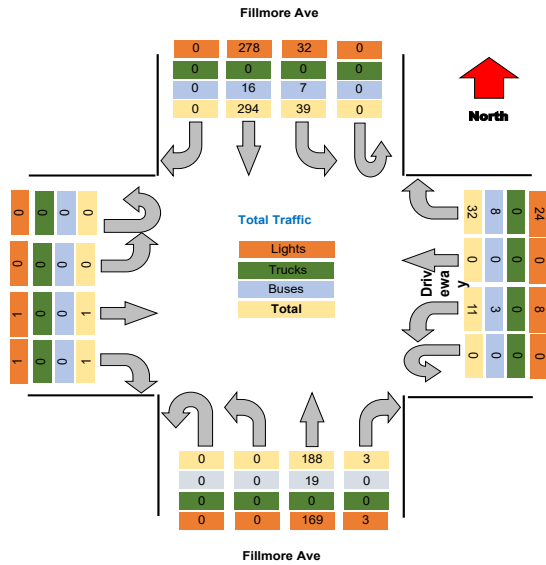 Fillmore Ave
0 278 32 0
0 0 0 0
0 16 7 0
0 294 39 0
North
0 0 0 0
0 0 0 0
1 0 0 1
1 0 0 1
Total Traffic
Lights
Trucks
Buses
Total
32 8 0 24
0 0 0 0
Driv
ewa
y
11 3 0 8
0 0 0 0
0 0 188 3
0 0 19 0
0 0 0 0
0 0 169 3
Fillmore Ave